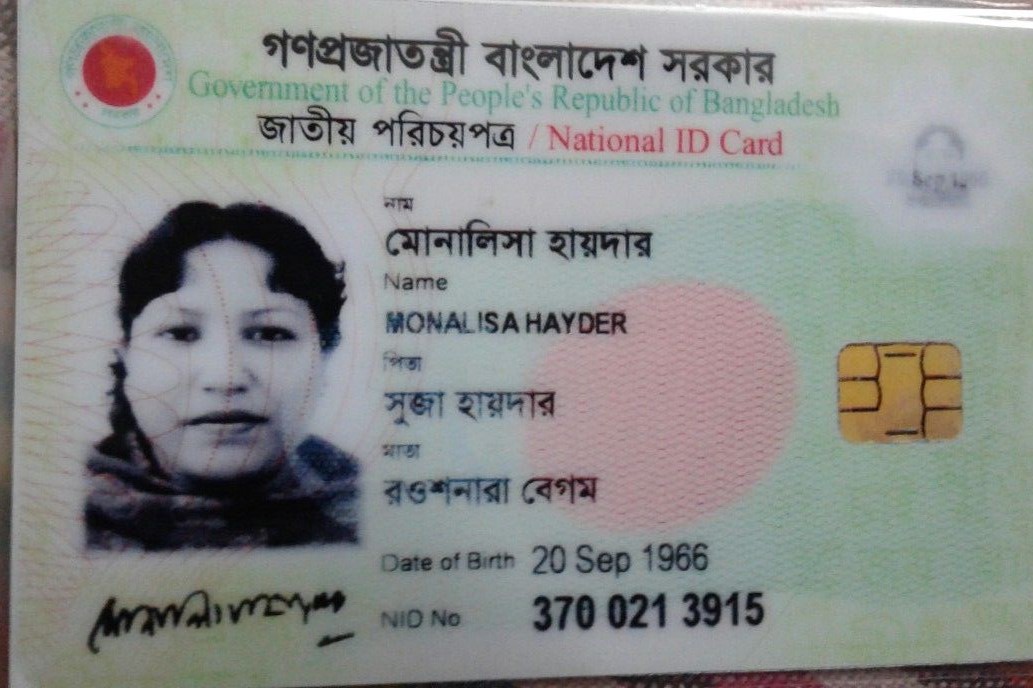 গণপ্রজাতন্ত্রী বাংলাদেশ সরকার
Government of the People's Republic of Bangladesh
জাতীয় পরিচয়পত্র / National ID Card
নাম
মোনালিসা হায়দার
Name
MONALISA HAYDER
পিতা
সুজা হায়দার
মাতা
রওশনারা বেগম
Date of Birth 20 Sep 1966
NID No 370 021 3915